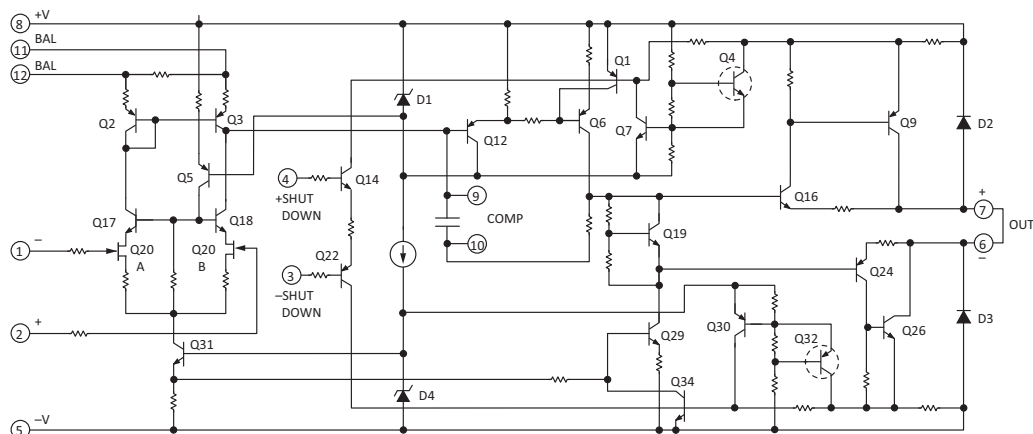 8 +V
11 BAL
12 BAL
Q1
Q4
Q2
Q3
D1
Q12
Q6
Q7
Q9
D2
Q5
4
Q14
+SHUT
DOWN
9
COMP
10
Q16
+
7
OUT
6
–
Q17
Q18
1 –
Q20
A
Q20
B
Q22
3
–SHUT
DOWN
Q19
Q24
2 +
Q31
Q29
Q30
Q32
Q26
D3
D4
Q34
5 –V